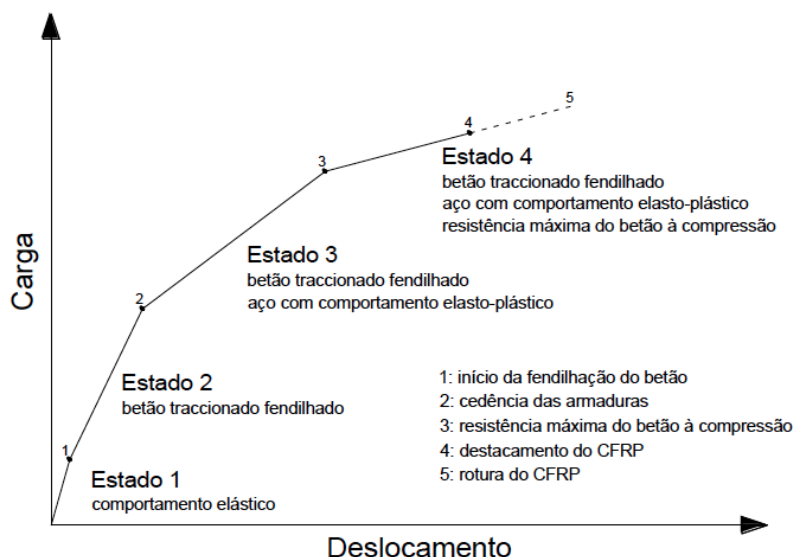 Carga
5
4
Estado 4
betão traccionado fendilhado
aço com comportamento elasto-plástico
resistência máxima do betão à compressão
3
Estado 3
betão traccionado fendilhado
aço com comportamento elasto-plástico
2
Estado 2
betão traccionado fendilhado
1
Estado 1
comportamento elástico
1: início da fendilhação do betão
2: cedência das armaduras
3: resistência máxima do betão à compressão
4: destacamento do CFRP
5: rotura do CFRP
Deslocamento